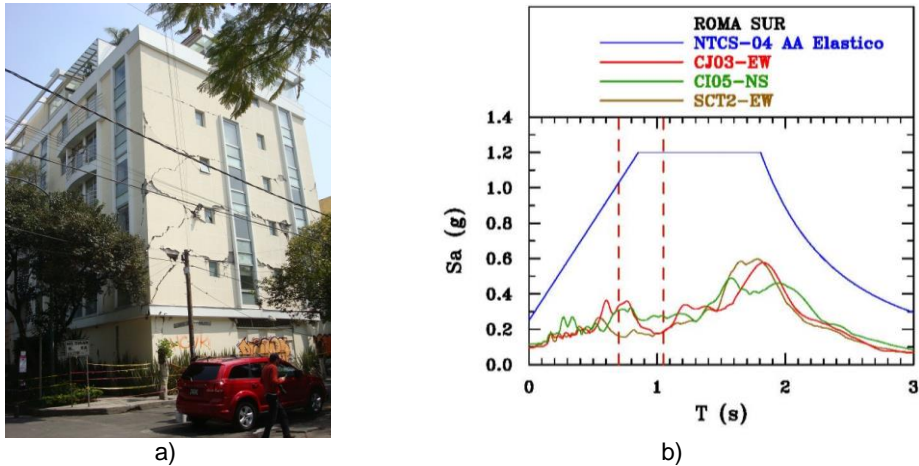 ROMA SUR
NTCS-04 AA Elastico
CJ03-EW
CI05-NS
SCT2-EW
1.4
1.2
1.0
0.8
0.6
0.4
0.2
0.0
Sa (g)
0
1
2
3
T (s)
a)
b)